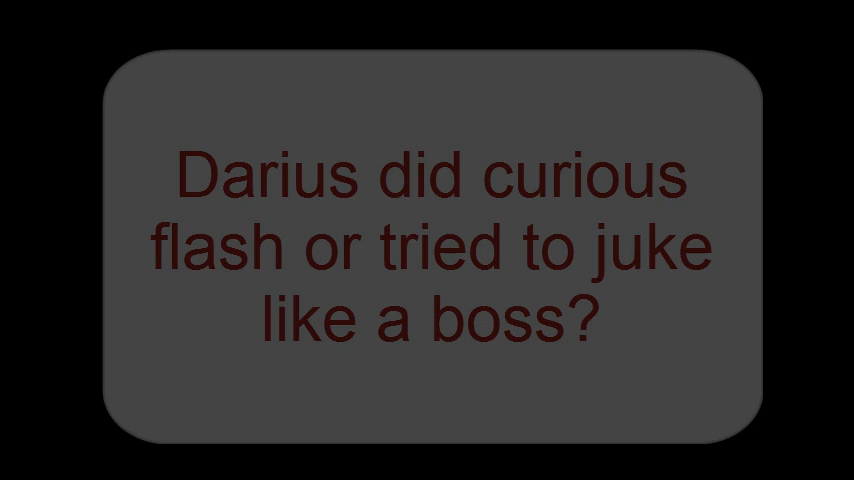 Darius did curious
flash or tried to juke
like a boss?